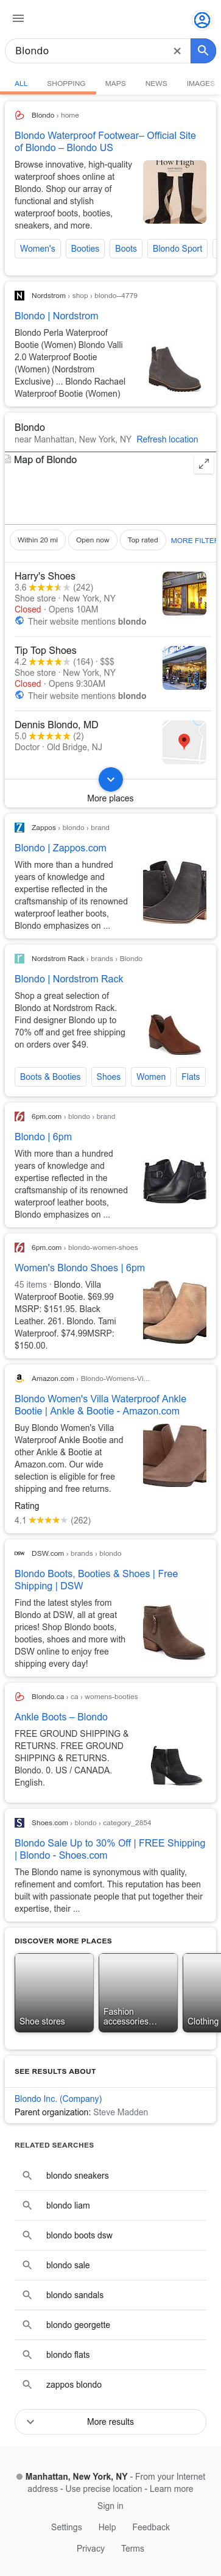 Blondo
ALL SHOPPING MAPS NEWS IMAGES
Blondo › home
Blondo Waterproof Footwear– Official Site
of Blondo – Blondo US
Browse innovative, high-quality
waterproof shoes online at
Blondo. Shop our array of
functional and stylish
waterproof boots, booties,
sneakers, and more.
How High
Women's Booties Boots Blondo Sport
Nordstrom › shop › blondo--4779
Blondo | Nordstrom
Blondo Perla Waterproof
Bootie (Women) Blondo Valli
2.0 Waterproof Bootie
(Women) (Nordstrom
Exclusive) ... Blondo Rachael
Waterproof Bootie (Women)
Blondo
near Manhattan, New York, NY Refresh location
Map of Blondo
Within 20 mi Open now Top rated MORE FILTER
Harry's Shoes
3.6 (242)
Shoe store · New York, NY
Closed · Opens 10AM
Their website mentions blondo
Tip Top Shoes
4.2 (164) · $$$
Shoe store · New York, NY
Closed · Opens 9:30AM
Their website mentions blondo
Dennis Blondo, MD
5.0 (2)
Doctor · Old Bridge, NJ
More places
Zappos › blondo › brand
Blondo | Zappos.com
With more than a hundred
years of knowledge and
expertise reflected in the
craftsmanship of its renowned
waterproof leather boots,
Blondo emphasizes on ...
Nordstrom Rack › brands › Blondo
Blondo | Nordstrom Rack
Shop a great selection of
Blondo at Nordstrom Rack.
Find designer Blondo up to
70% off and get free shipping
on orders over $49.
Boots & Booties Shoes Women Flats
6pm.com › blondo › brand
Blondo | 6pm
With more than a hundred
years of knowledge and
expertise reflected in the
craftsmanship of its renowned
waterproof leather boots,
Blondo emphasizes on ...
6pm.com › blondo-women-shoes
Women's Blondo Shoes | 6pm
45 items · Blondo. Villa
Waterproof Bootie. $69.99
MSRP: $151.95. Black
Leather. 261. Blondo. Tami
Waterproof. $74.99MSRP:
$150.00.
Amazon.com › Blondo-Womens-Vi...
Blondo Women's Villa Waterproof Ankle
Bootie | Ankle & Bootie - Amazon.com
Buy Blondo Women's Villa
Waterproof Ankle Bootie and
other Ankle & Bootie at
Amazon.com. Our wide
selection is eligible for free
shipping and free returns.
Rating
4.1 (262)
DSW DSW.com › brands › blondo
Blondo Boots, Booties & Shoes | Free
Shipping | DSW
Find the latest styles from
Blondo at DSW, all at great
prices! Shop Blondo boots,
booties, shoes and more with
DSW online to enjoy free
shipping every day!
Blondo.ca › ca › womens-booties
Ankle Boots – Blondo
FREE GROUND SHIPPING &
RETURNS. FREE GROUND
SHIPPING & RETURNS.
Blondo. 0. US / CANADA.
English.
Shoes.com › blondo › category_2854
Blondo Sale Up to 30% Off | FREE Shipping
| Blondo - Shoes.com
The Blondo name is synonymous with quality,
refinement and comfort. This reputation has been
built with passionate people that put together their
expertise, their ...
DISCOVER MORE PLACES
Shoe stores
Fashion
accessories...
Clothing
SEE RESULTS ABOUT
Blondo Inc. (Company)
Parent organization: Steve Madden
RELATED SEARCHES
blondo sneakers
blondo liam
blondo boots dsw
blondo sale
blondo sandals
blondo georgette
blondo flats
zappos blondo
More results
Manhattan, New York, NY - From your Internet
address - Use precise location - Learn more
Sign in
Settings Help Feedback
Privacy Terms